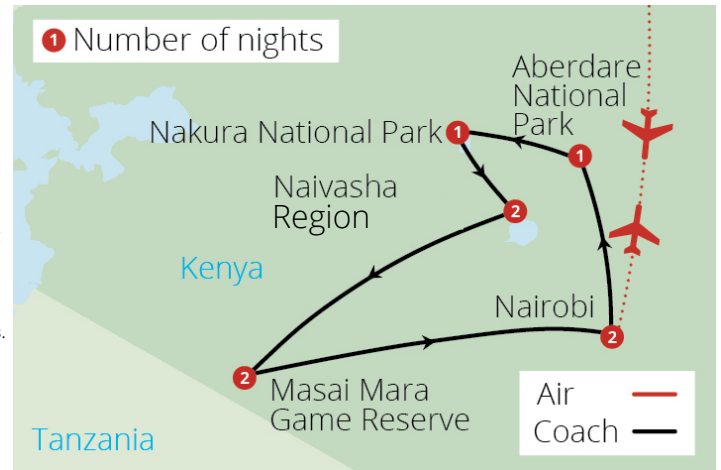 1 Number of nights
Aberdare
National
Park
1
Nakura National Park
1
Naivasha
Region
2
Kenya
Nairobi
2
s.
2
Masai Mara
Game Reserve
Air
Coach
Tanzania